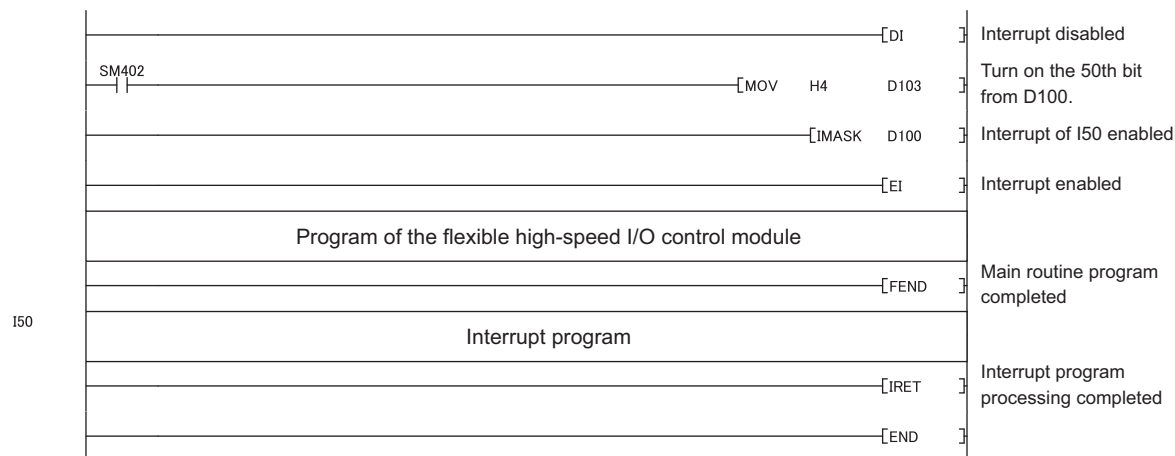 DI Interrupt disabled
SM402
MOV H4 D103 Turn on the 50th bit
from D100.
IMASK D100 Interrupt of I50 enabled
EI Interrupt enabled
Program of the flexible high-speed I/O control module
FEND Main routine program
completed
I50
Interrupt program
IRET Interrupt program
processing completed
END